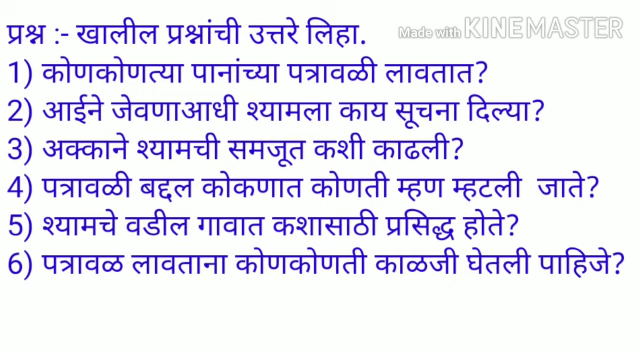 प्रश्न :- खालील प्रश्नांची उत्तरे लिहा.
Made with KINEMASTER
1) कोणकोणत्या पानांच्या पत्रावळी लावतात?
2) आईने जेवणाआधी श्यामला काय सूचना दिल्या?
3) अक्काने श्यामची समजूत कशी काढली?
4) पत्रावळी बद्दल कोकणात कोणती म्हण म्हटली जाते?
5) श्यामचे वडील गावात कशासाठी प्रसिद्ध होते?
6) पत्रावळ लावताना कोणकोणती काळजी घेतली पाहिजे?